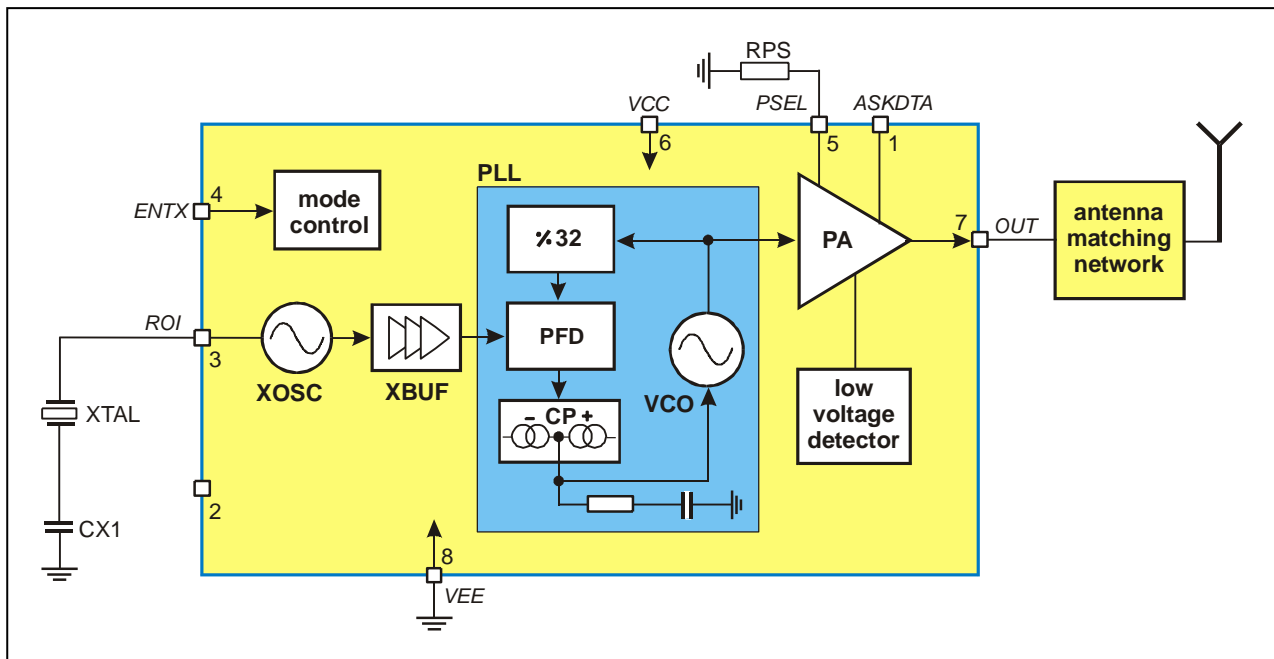 RPS
VCC
PSEL
ASKDTA
6
5
1
PLL
4
ENTX
mode
control
٪32
PA
7
OUT
antenna
matching
network
ROI
3
XOSC
XBUF
PFD
VCO
low
voltage
detector
XTAL
- CP +
2
CX1
8
VEE